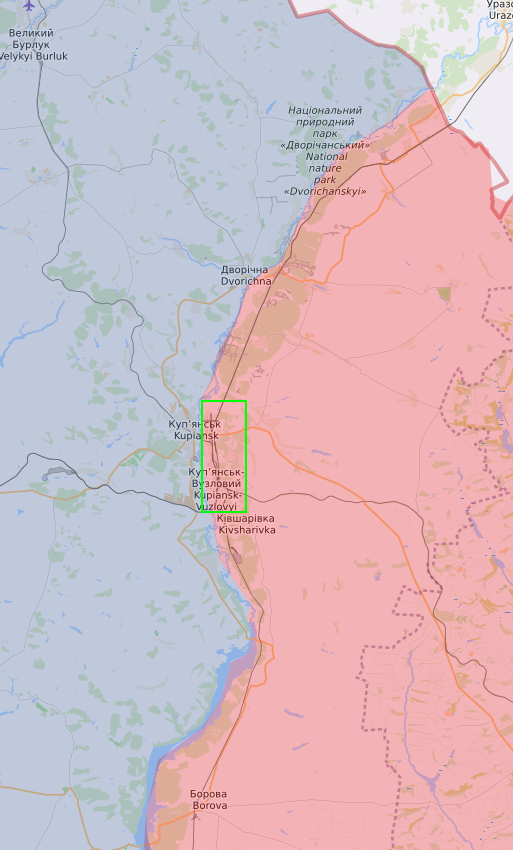 Уразо
Urazo
Великий
Бурлук
Velykyi Burluk
Національний
природний
парк
«Дворічанський»
National
nature
park
«Dvorichanskyi»
Дворічна
Dvorichna
Куп'янськ
Kupiansk
Куп'янськ-
Вузловий
Kupiansk-
Vuzlovyi
Ківшарівка
Kivsharivka
Борова
Borova